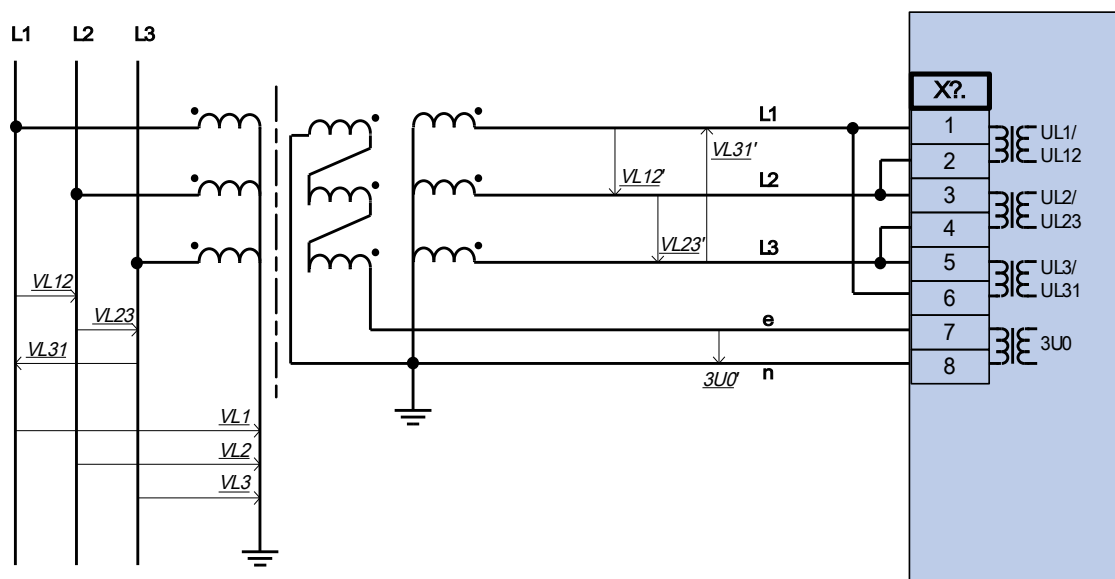 L1 L2 L3
X?.
L1
1
UL1/
UL12
VL31'
2
VL12'
L2
3
UL2/
UL23
4
VL23'
L3
5
UL3/
UL31
VL12
6
e
7
VL23
3U0
VL31
n
8
3U0'
VL1
VL2
VL3